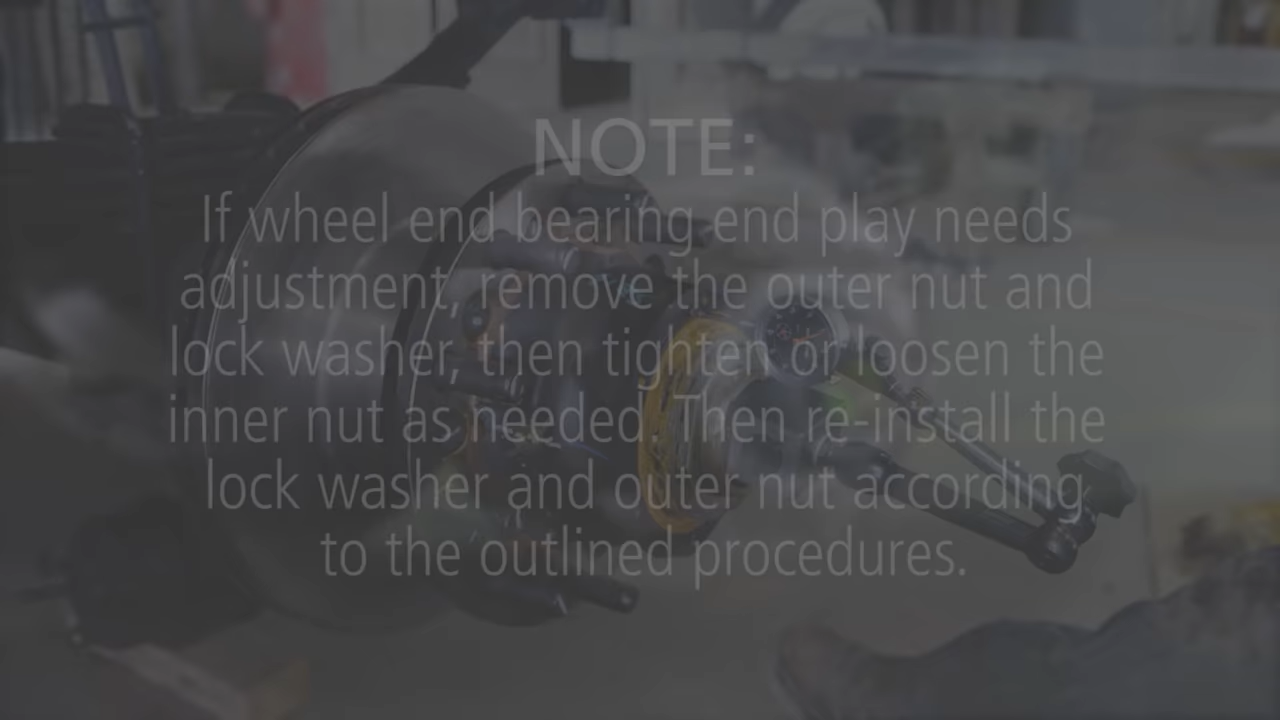 NOTE:
If wheel end bearing end play needs
adjustment, remove the outer nut and
lock washer, then tighten or loosen the
inner nut as needed. Then re-install the
lock washer and outer nut according
to the outlined procedures.